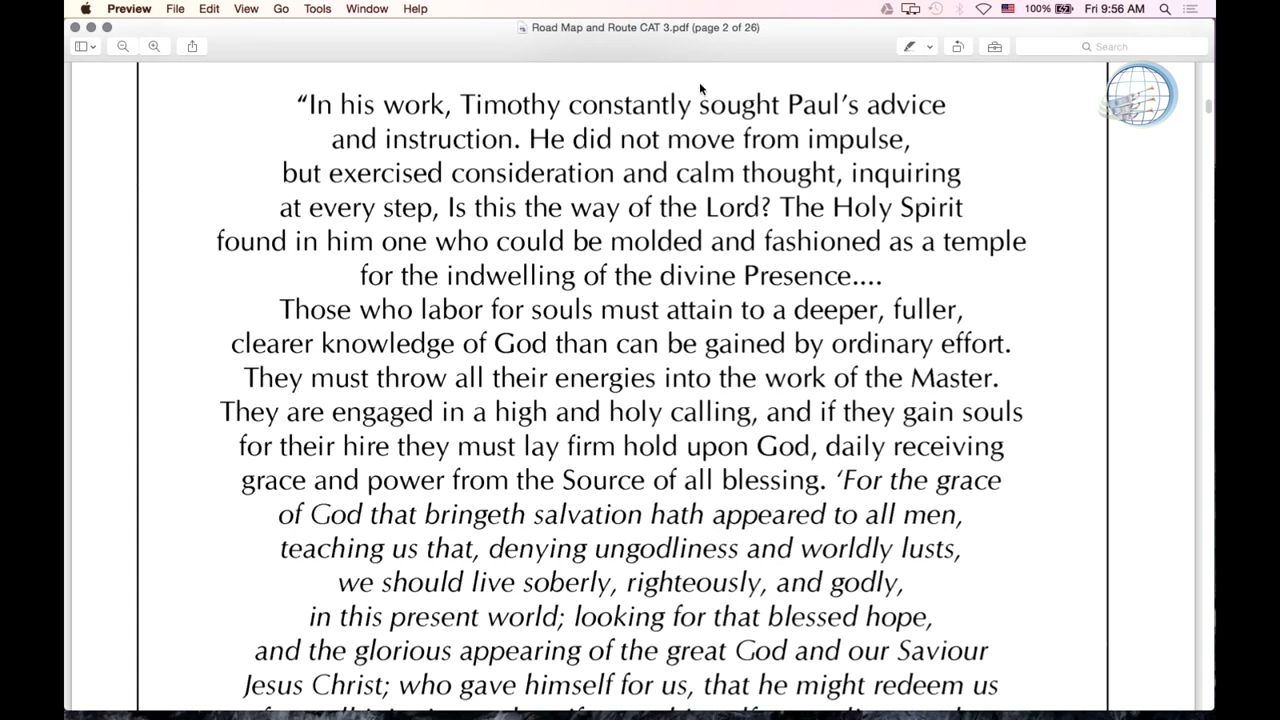 Preview File Edit View Go Tools Window Help 100% Fri 9:56 AM
Road Map and Route CAT 3.pdf (page 2 of 26)
Search
“In his work, Timothy constantly sought Paul’s advice
and instruction. He did not move from impulse,
but exercised consideration and calm thought, inquiring
at every step, Is this the way of the Lord? The Holy Spirit
found in him one who could be molded and fashioned as a temple
for the indwelling of the divine Presence....
Those who labor for souls must attain to a deeper, fuller,
clearer knowledge of God than can be gained by ordinary effort.
They must throw all their energies into the work of the Master.
They are engaged in a high and holy calling, and if they gain souls
for their hire they must lay firm hold upon God, daily receiving
grace and power from the Source of all blessing. ‘For the grace
of God that bringeth salvation hath appeared to all men,
teaching us that, denying ungodliness and worldly lusts,
we should live soberly, righteously, and godly,
in this present world; looking for that blessed hope,
and the glorious appearing of the great God and our Saviour
Jesus Christ; who gave himself for us, that he might redeem us